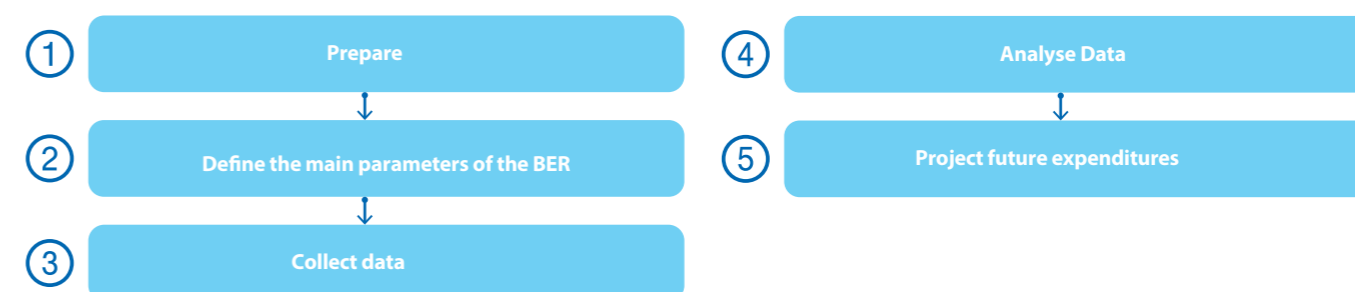 1 Prepare
2 Define the main parameters of the BER
3 Collect data
4 Analyse Data
5 Project future expenditures